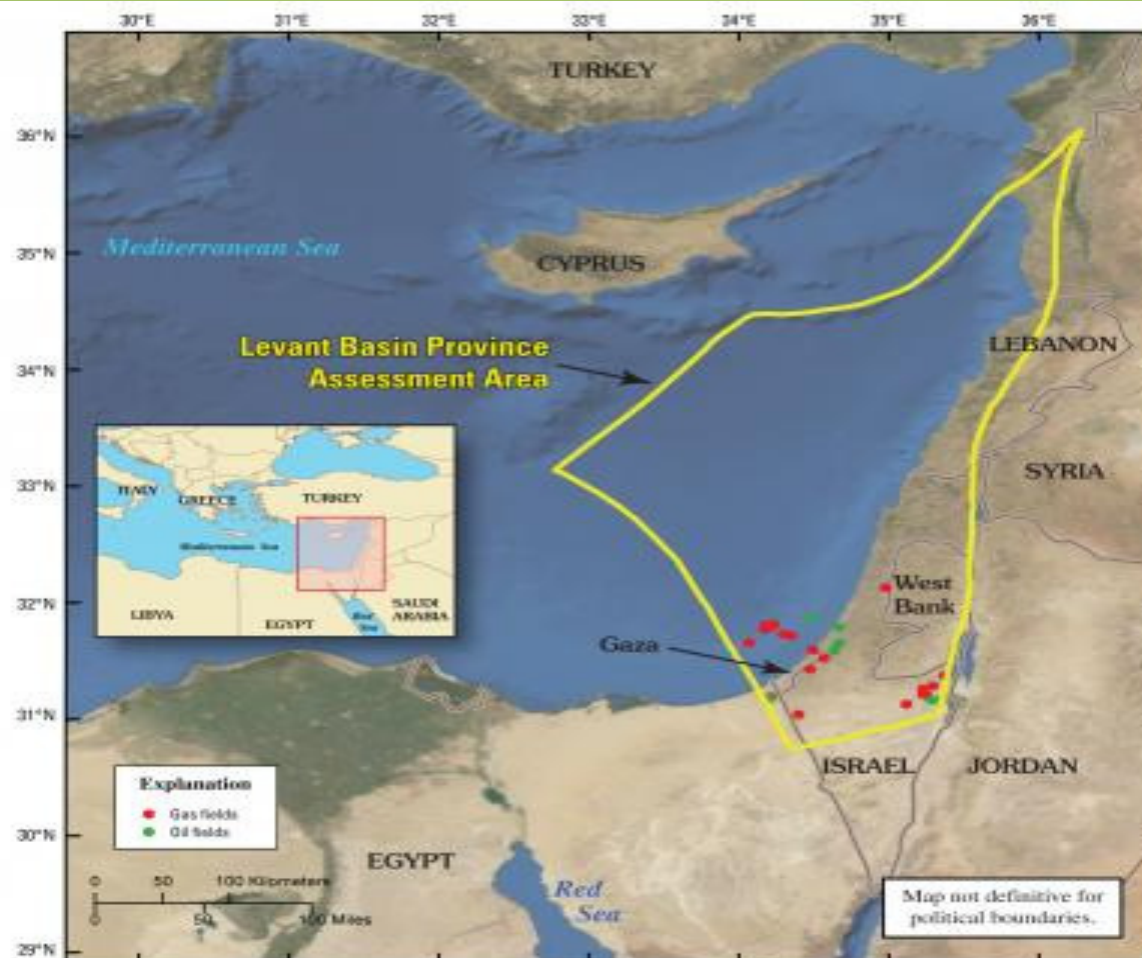 30°E 31°E 32°E 33°E 34°E 35°E 36°E
TURKEY
36°N
35°N
Mediterranean Sea
CYPRUS
Levant Basin Province
Assessment Area
LEBANON
34°N
SYRIA
33°N
ITALY
GREECE
TURKEY
Mediterranean Sea
LIBYA
EGYPT
Red
Sea
SAUDI
ARABIA
32°N
West
Bank
Gaza
31°N
ISRAEL
JORDAN
Explanation
Gas fields
Oil fields
30°N
EGYPT
0 50 100 Kilometers
0 50 100 Miles
Red
Sea
Map not definitive for
political boundaries.
29°N